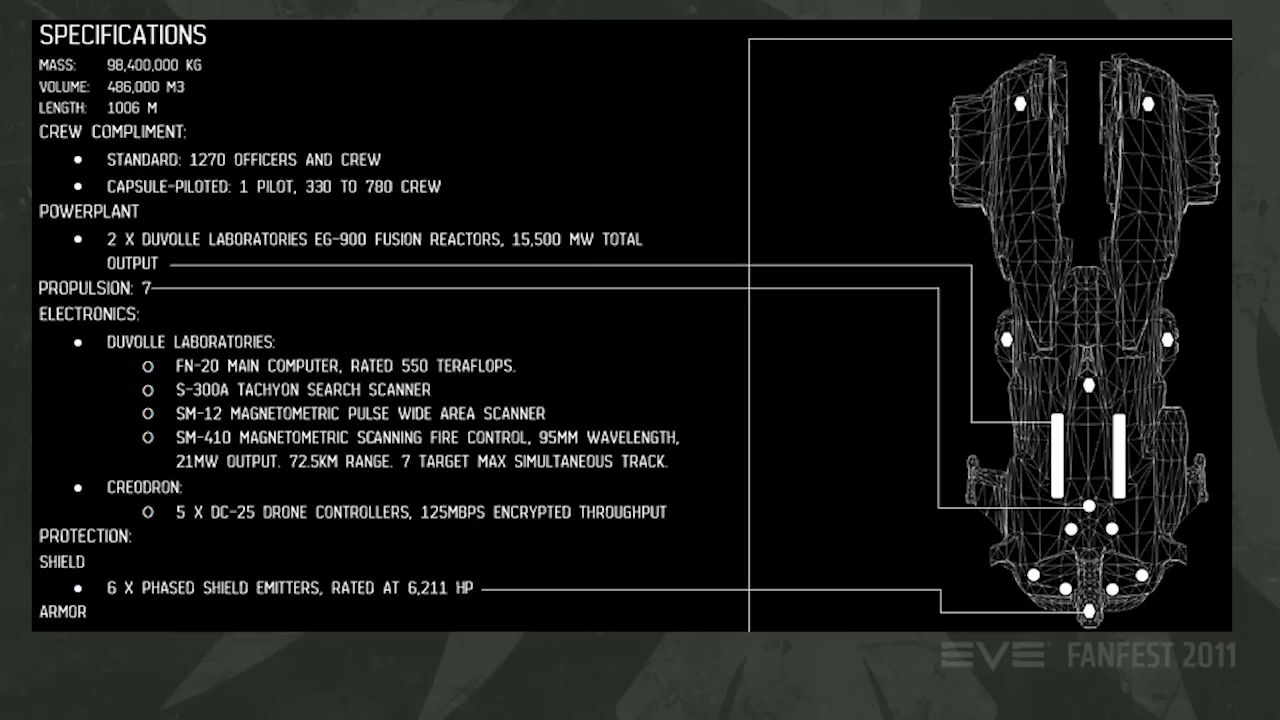 SPECIFICATIONS
MASS: 98,400,000 KG
VOLUME: 486,000 M3
LENGTH: 1006 M
CREW COMPLIMENT:
• STANDARD: 1270 OFFICERS AND CREW
• CAPSULE-PILOTED: 1 PILOT, 330 TO 780 CREW
POWERPLANT
• 2 X DUVOLLE LABORATORIES EG-900 FUSION REACTORS, 15,500 MW TOTAL
OUTPUT
PROPULSION: 7
ELECTRONICS:
• DUVOLLE LABORATORIES:
○ FN-20 MAIN COMPUTER, RATED 550 TERAFLOPS.
○ S-300A TACHYON SEARCH SCANNER
○ SM-12 MAGNETOMETRIC PULSE WIDE AREA SCANNER
○ SM-410 MAGNETOMETRIC SCANNING FIRE CONTROL, 95MM WAVELENGTH,
21MW OUTPUT. 72.5KM RANGE. 7 TARGET MAX SIMULTANEOUS TRACK.
• CREODRON:
○ 5 X DC-25 DRONE CONTROLLERS, 125MBPS ENCRYPTED THROUGHPUT
PROTECTION:
SHIELD
• 6 X PHASED SHIELD EMITTERS, RATED AT 6,211 HP
ARMOR
EVE FANFEST 2011